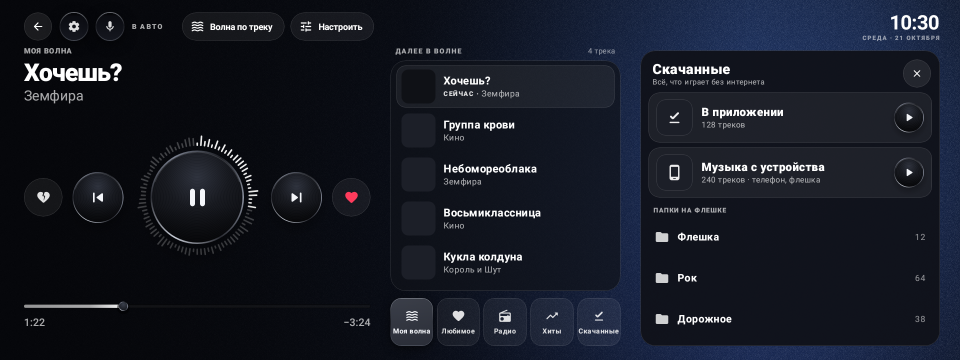 В АВТО
Волна по треку
Настроить
10:30
СРЕДА · 21 ОКТЯБРЯ
МОЯ ВОЛНА
Хочешь?
Земфира
1:22
−3:24
ДАЛЕЕ В ВОЛНЕ
4 трека
Хочешь?
СЕЙЧАС · Земфира
Группа крови
Кино
Небомореоблака
Земфира
Восьмиклассница
Кино
Кукла колдуна
Король и Шут
Моя волна
Любимое
Радио
Хиты
Скачанные
Скачанные
Всё, что играет без интернета
В приложении
128 треков
Музыка с устройства
240 треков · телефон, флешка
ПАПКИ НА ФЛЕШКЕ
Флешка
12
Рок
64
Дорожное
38